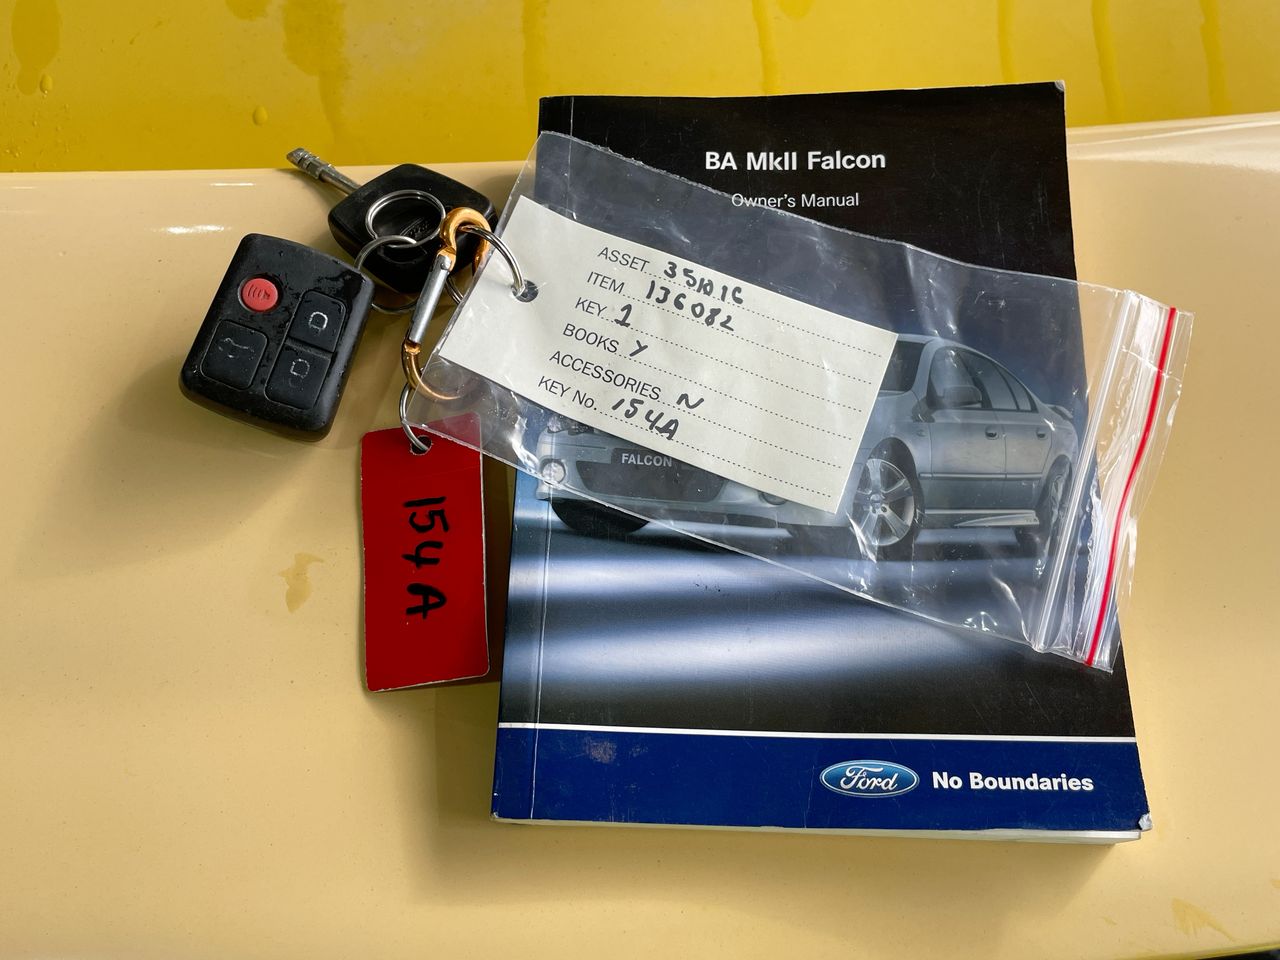 BA MkII Falcon
Owner's Manual
ASSET
ITEM 136082
KEY 1
BOOKS Y
ACCESSORIES N
KEY No. 154A
FALCON
154A
Ford No Boundaries